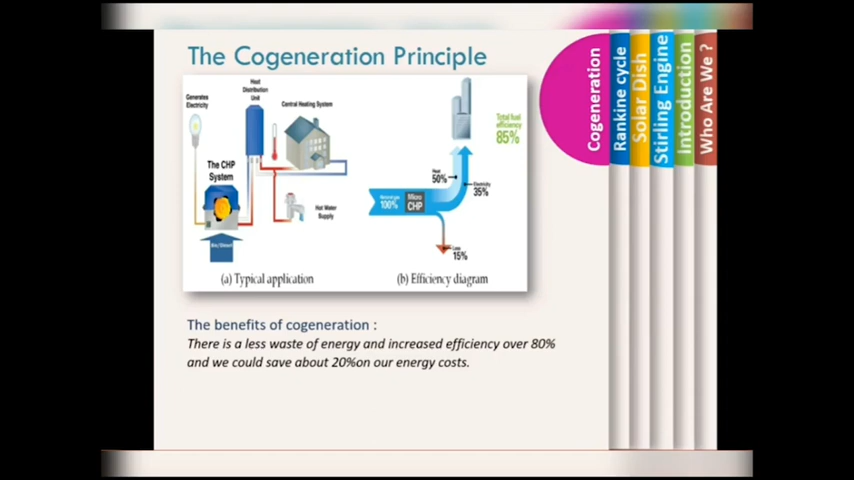 The Cogeneration Principle
Generates
Electricity
Heat
Distribution
Unit
Central Heating System
The CHP
System
Hot Water
Supply
(a) Typical application
Total fuel
efficiency
85%
Heat
50%
Electricity
35%
100%
Micro
CHP
Loss
15%
(b) Efficiency diagram
The benefits of cogeneration :
There is a less waste of energy and increased efficiency over 80%
and we could save about 20%on our energy costs.
Cogeneration
Rankine cycle
Solar Dish
Stirling Engine
Introduction
Who Are We ?